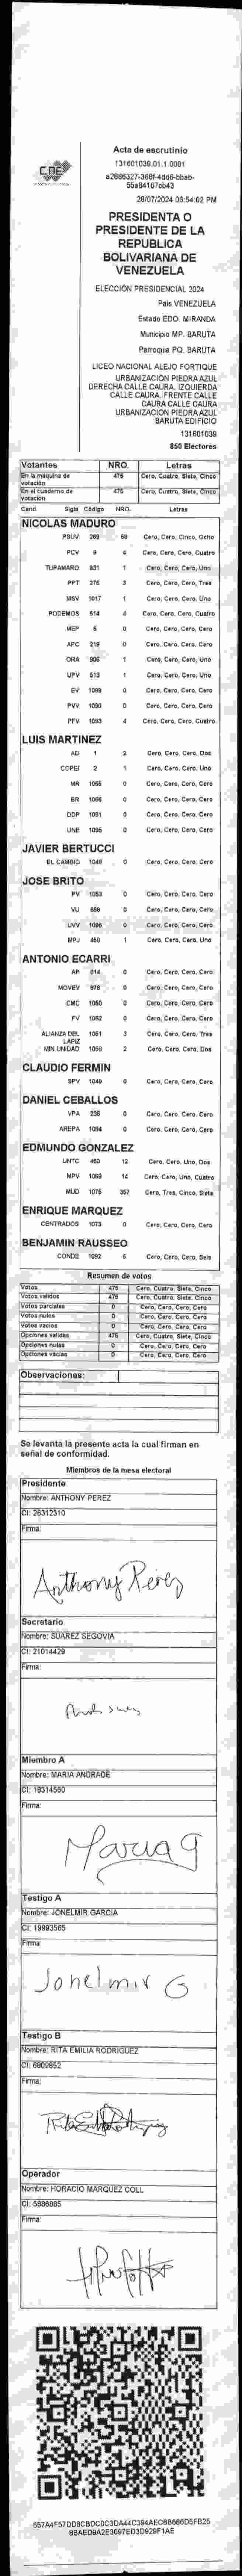 Acta de escrutinio
131601039.01.1.0001
a2686327-368f-4dd6-bbab-
55a84167cb43
28/07/2024 06:54:02 PM
CNE
PRESIDENTA O
PRESIDENTE DE LA
REPÚBLICA
BOLIVARIANA DE
VENEZUELA
ELECCIÓN PRESIDENCIAL 2024
País VENEZUELA
Estado EDO. MIRANDA
Municipio MP. BARUTA
Parroquia PQ. BARUTA
LICEO NACIONAL ALEJO FORTIQUE
URBANIZACIÓN PIEDRA AZUL
DERECHA CALLE CAURA. IZQUIERDA
CALLE CAURA. FRENTE CALLE
CAURA CALLE CAURA
URBANIZACIÓN PIEDRA AZUL
BARUTA EDIFICIO
131601039
850 Electores
Votantes NRO. Letras
En la máquina de votación 475 Cero, Cuatro, Siete, Cinco
En el cuaderno de votación 475 Cero, Cuatro, Siete, Cinco
Cand. Sigla Código NRO. Letras
NICOLAS MADURO
PSUV 269 58 Cero, Cero, Cinco, Ocho
PCV 9 4 Cero, Cero, Cero, Cuatro
TUPAMARO 931 1 Cero, Cero, Cero, Uno
PPT 275 3 Cero, Cero, Cero, Tres
MSV 1017 1 Cero, Cero, Cero, Uno
PODEMOS 514 4 Cero, Cero, Cero, Cuatro
MEP 6 0 Cero, Cero, Cero, Cero
APC 219 0 Cero, Cero, Cero, Cero
ORA 906 1 Cero, Cero, Cero, Uno
UPV 513 1 Cero, Cero, Cero, Uno
EV 1089 0 Cero, Cero, Cero, Cero
PVV 1090 0 Cero, Cero, Cero, Cero
PFV 1093 4 Cero, Cero, Cero, Cuatro
LUIS MARTINEZ
AD 1 2 Cero, Cero, Cero, Dos
COPEI 2 1 Cero, Cero, Cero, Uno
MR 1065 0 Cero, Cero, Cero, Cero
BR 1066 0 Cero, Cero, Cero, Cero
DDP 1091 0 Cero, Cero, Cero, Cero
UNE 1095 0 Cero, Cero, Cero, Cero
JAVIER BERTUCCI
EL CAMBIO 1048 0 Cero, Cero, Cero, Cero
JOSE BRITO
PV 1053 0 Cero, Cero, Cero, Cero
VU 889 0 Cero, Cero, Cero, Cero
UVV 1096 0 Cero, Cero, Cero, Cero
MPJ 458 1 Cero, Cero, Cero, Uno
ANTONIO ECARRI
AP 914 0 Cero, Cero, Cero, Cero
MOVEV 978 0 Cero, Cero, Cero, Cero
CMC 1060 0 Cero, Cero, Cero, Cero
FV 1062 0 Cero, Cero, Cero, Cero
ALIANZA DEL LAPIZ 1061 3 Cero, Cero, Cero, Tres
MIN UNIDAD 1069 2 Cero, Cero, Cero, Dos
CLAUDIO FERMIN
SPV 1049 0 Cero, Cero, Cero, Cero
DANIEL CEBALLOS
VPA 236 0 Cero, Cero, Cero, Cero
AREPA 1094 0 Cero, Cero, Cero, Cero
EDMUNDO GONZALEZ
UNTC 460 12 Cero, Cero, Uno, Dos
MPV 1069 14 Cero, Cero, Uno, Cuatro
MUD 1075 357 Cero, Tres, Cinco, Siete
ENRIQUE MARQUEZ
CENTRADOS 1073 0 Cero, Cero, Cero, Cero
BENJAMIN RAUSSEO
CONDE 1092 6 Cero, Cero, Cero, Seis
Resumen de votos
Votos 475 Cero, Cuatro, Siete, Cinco
Votos validos 475 Cero, Cuatro, Siete, Cinco
Votos parciales 0 Cero, Cero, Cero, Cero
Votos nulos 0 Cero, Cero, Cero, Cero
Votos vacíos 0 Cero, Cero, Cero, Cero
Opciones validas 475 Cero, Cuatro, Siete, Cinco
Opciones nulas 0 Cero, Cero, Cero, Cero
Opciones vacías 0 Cero, Cero, Cero, Cero
Observaciones:
Se levanta la presente acta la cual firman en
señal de conformidad.
Miembros de la mesa electoral
Presidente
Nombre: ANTHONY PEREZ
CI: 26312310
Firma:
Anthony Pérez
Secretario
Nombre: SUAREZ SEGOVIA
CI: 21014429
Firma:
Miembro A
Nombre: MARIA ANDRADE
CI: 18314560
Firma:
Maria
Testigo A
Nombre: JONELMIR GARCIA
CI: 19993565
Firma:
Jonelmir G
Testigo B
Nombre: RITA EMILIA RODRIGUEZ
CI: 6809652
Firma:
Operador
Nombre: HORACIO MARQUEZ COLL
CI: 5886885
Firma:
657A4F57DD8CBDC0C3DA44C394AEC8B686D5FB25
8BAED9A2E3097ED3D929F1AE